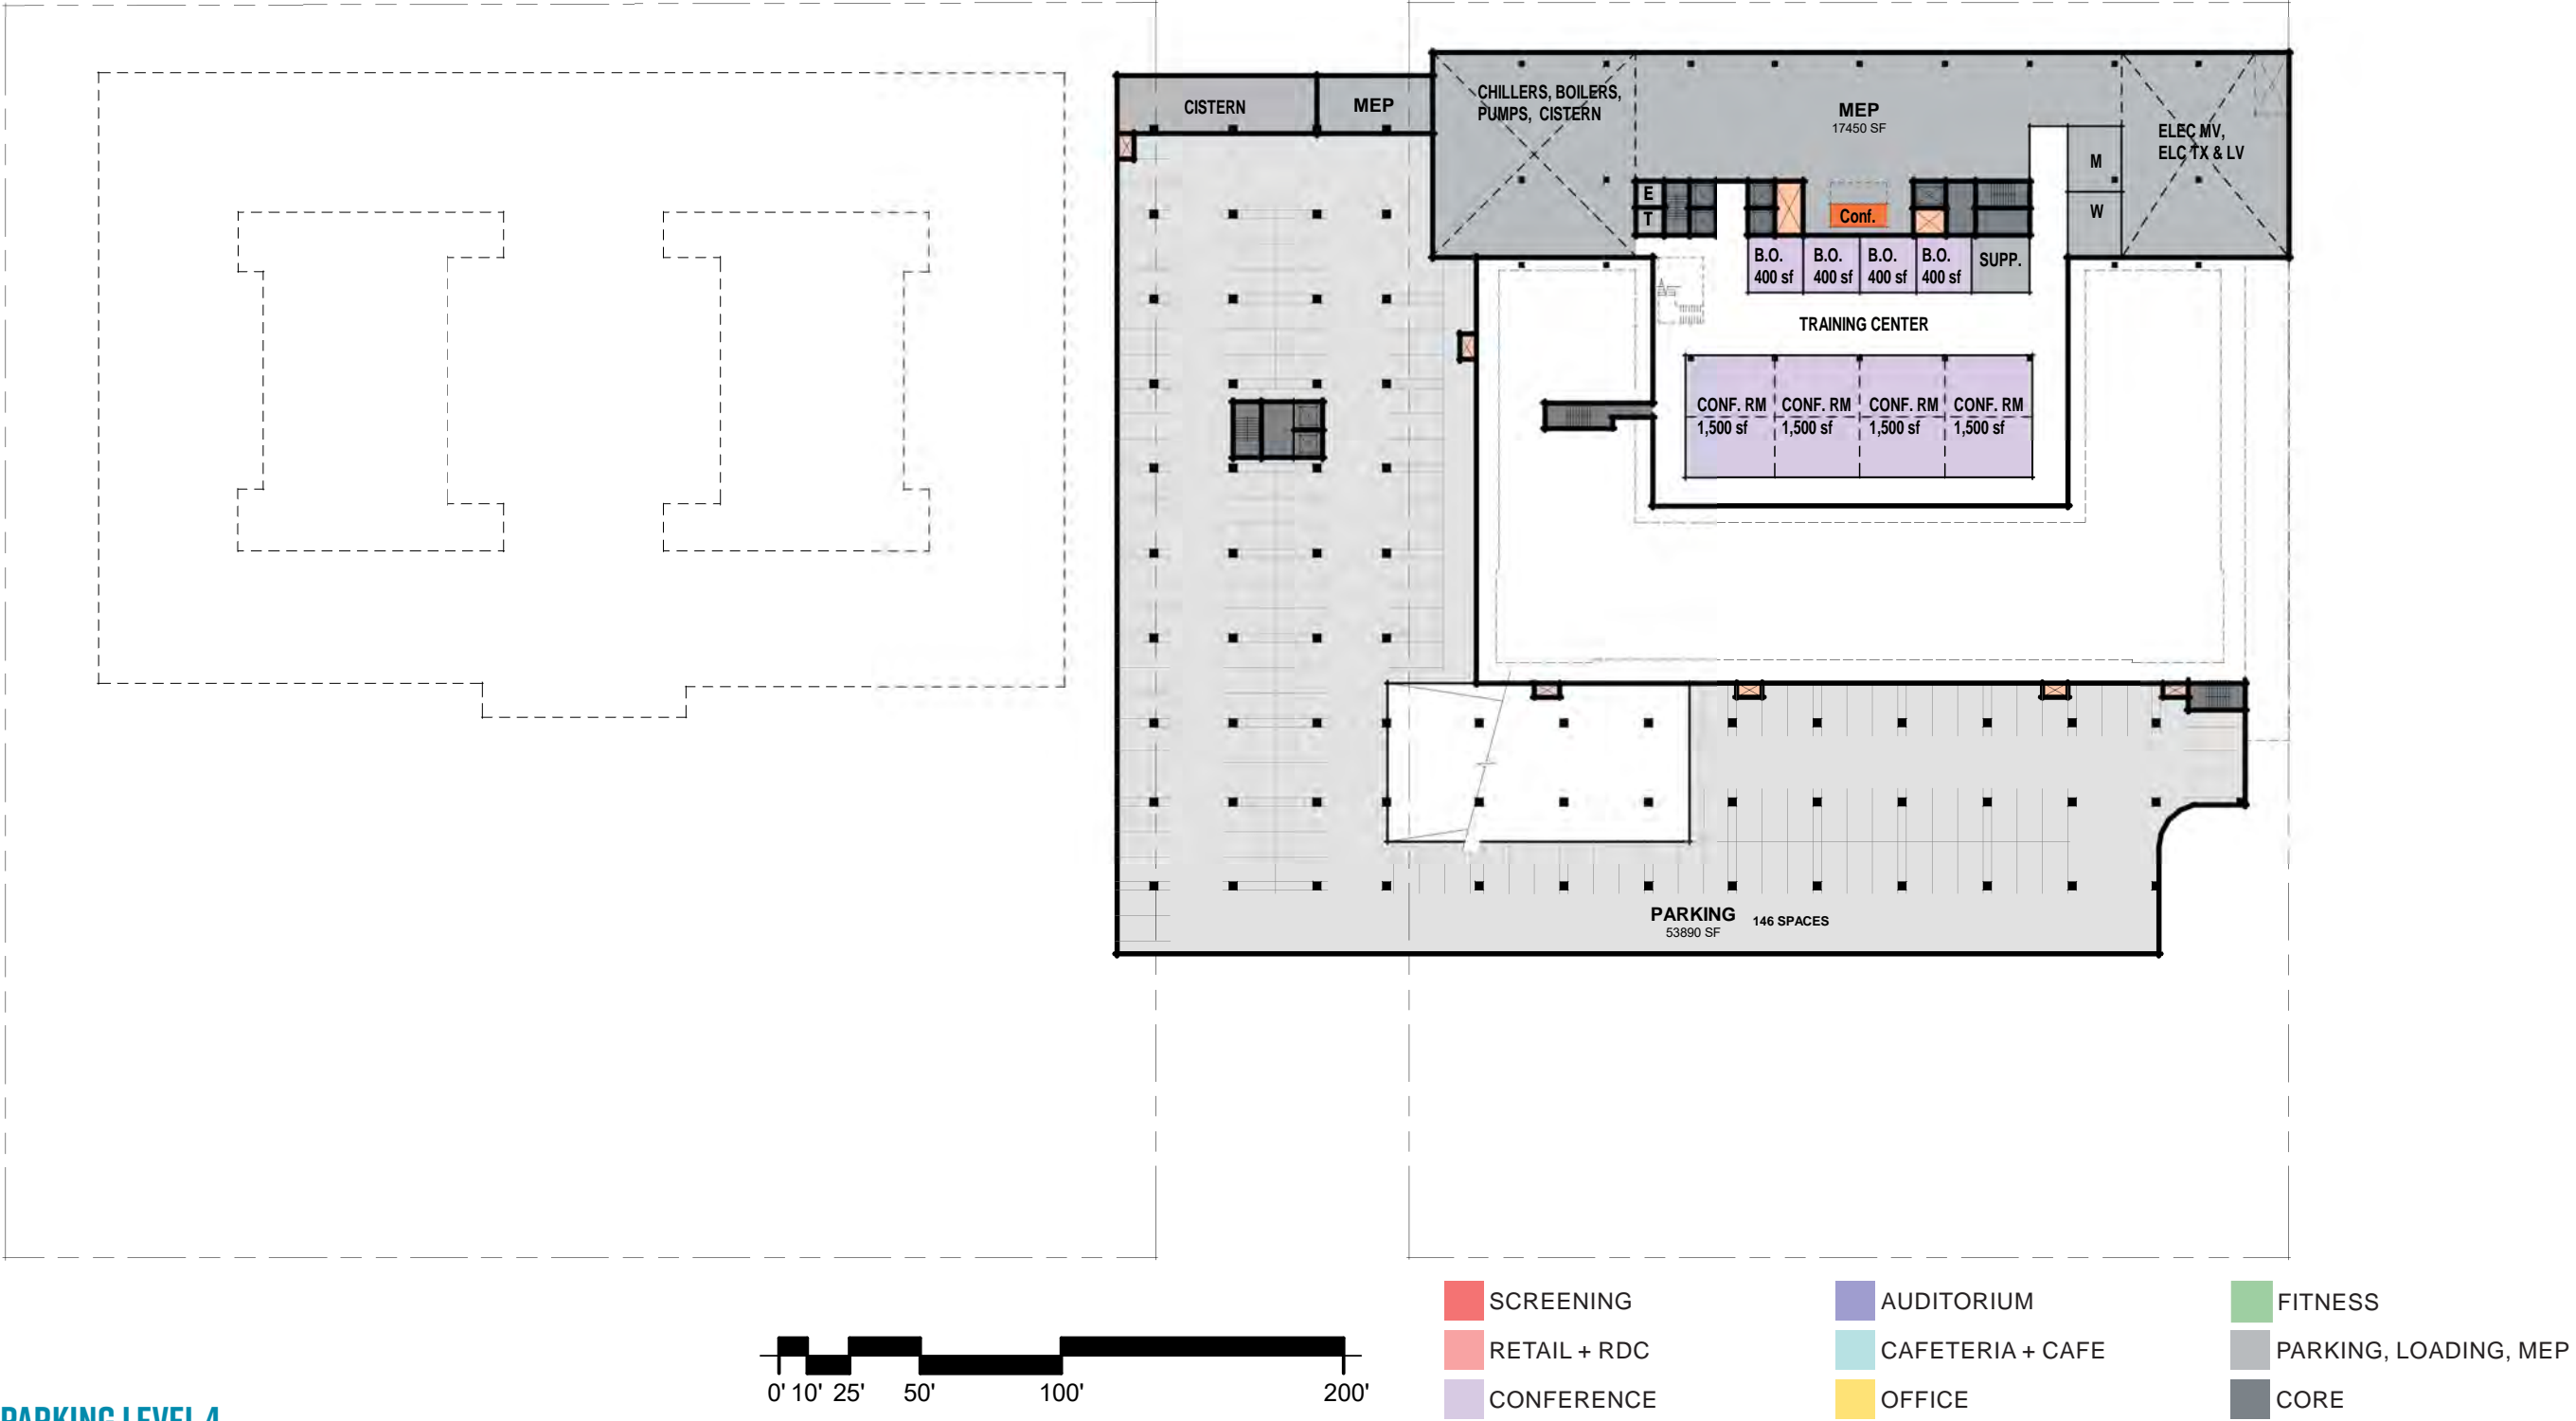 CISTERN
MEP
CHILLERS, BOILERS,
PUMPS, CISTERN
MEP
17450 SF
ELEC MV,
ELC TX & LV
M
W
E
T
Conf.
B.O.
400 sf
B.O.
400 sf
B.O.
400 sf
B.O.
400 sf
SUPP.
TRAINING CENTER
CONF. RM
1,500 sf
CONF. RM
1,500 sf
CONF. RM
1,500 sf
CONF. RM
1,500 sf
PARKING
53890 SF
146 SPACES
0' 10' 25' 50' 100' 200'
SCREENING
RETAIL + RDC
CONFERENCE
AUDITORIUM
CAFETERIA + CAFE
OFFICE
FITNESS
PARKING, LOADING, MEP
CORE
PARKING LEVEL 4